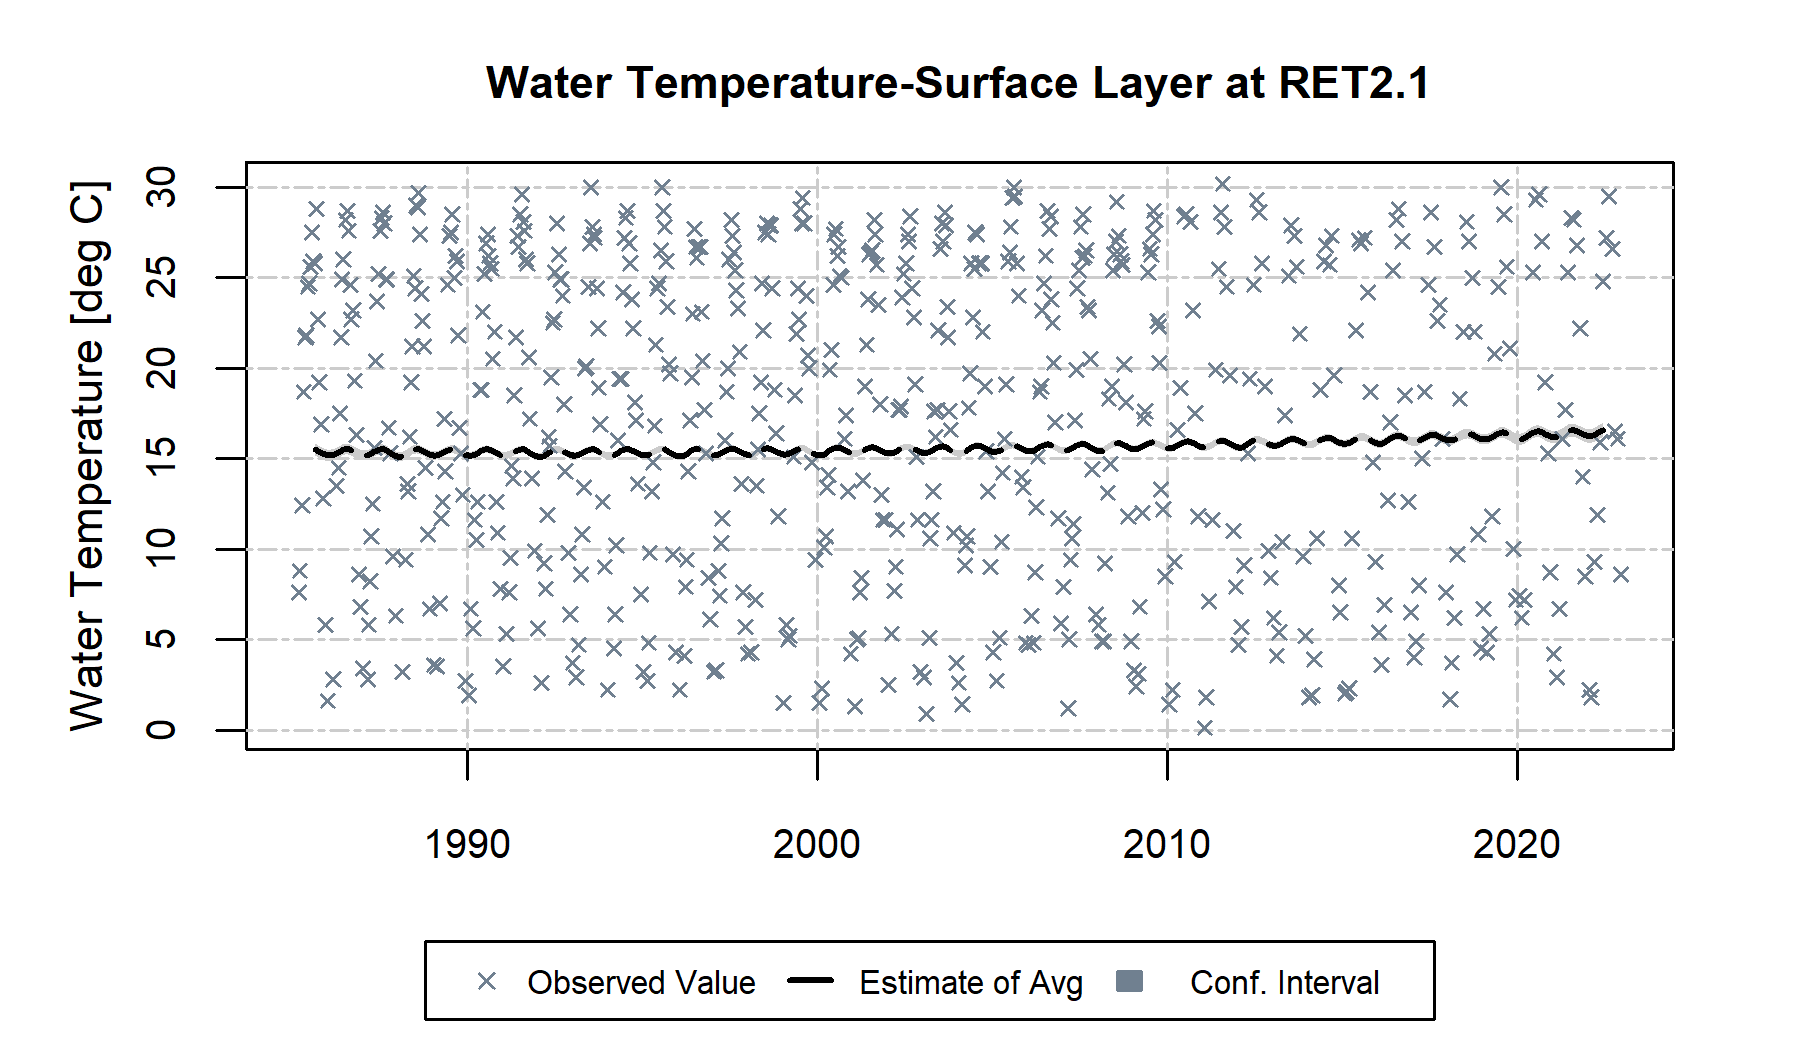 Water Temperature-Surface Layer at RET2.1
Water Temperature [deg C]
30
25
20
15
10
5
0
1990 2000 2010 2020
Observed Value Estimate of Avg Conf. Interval